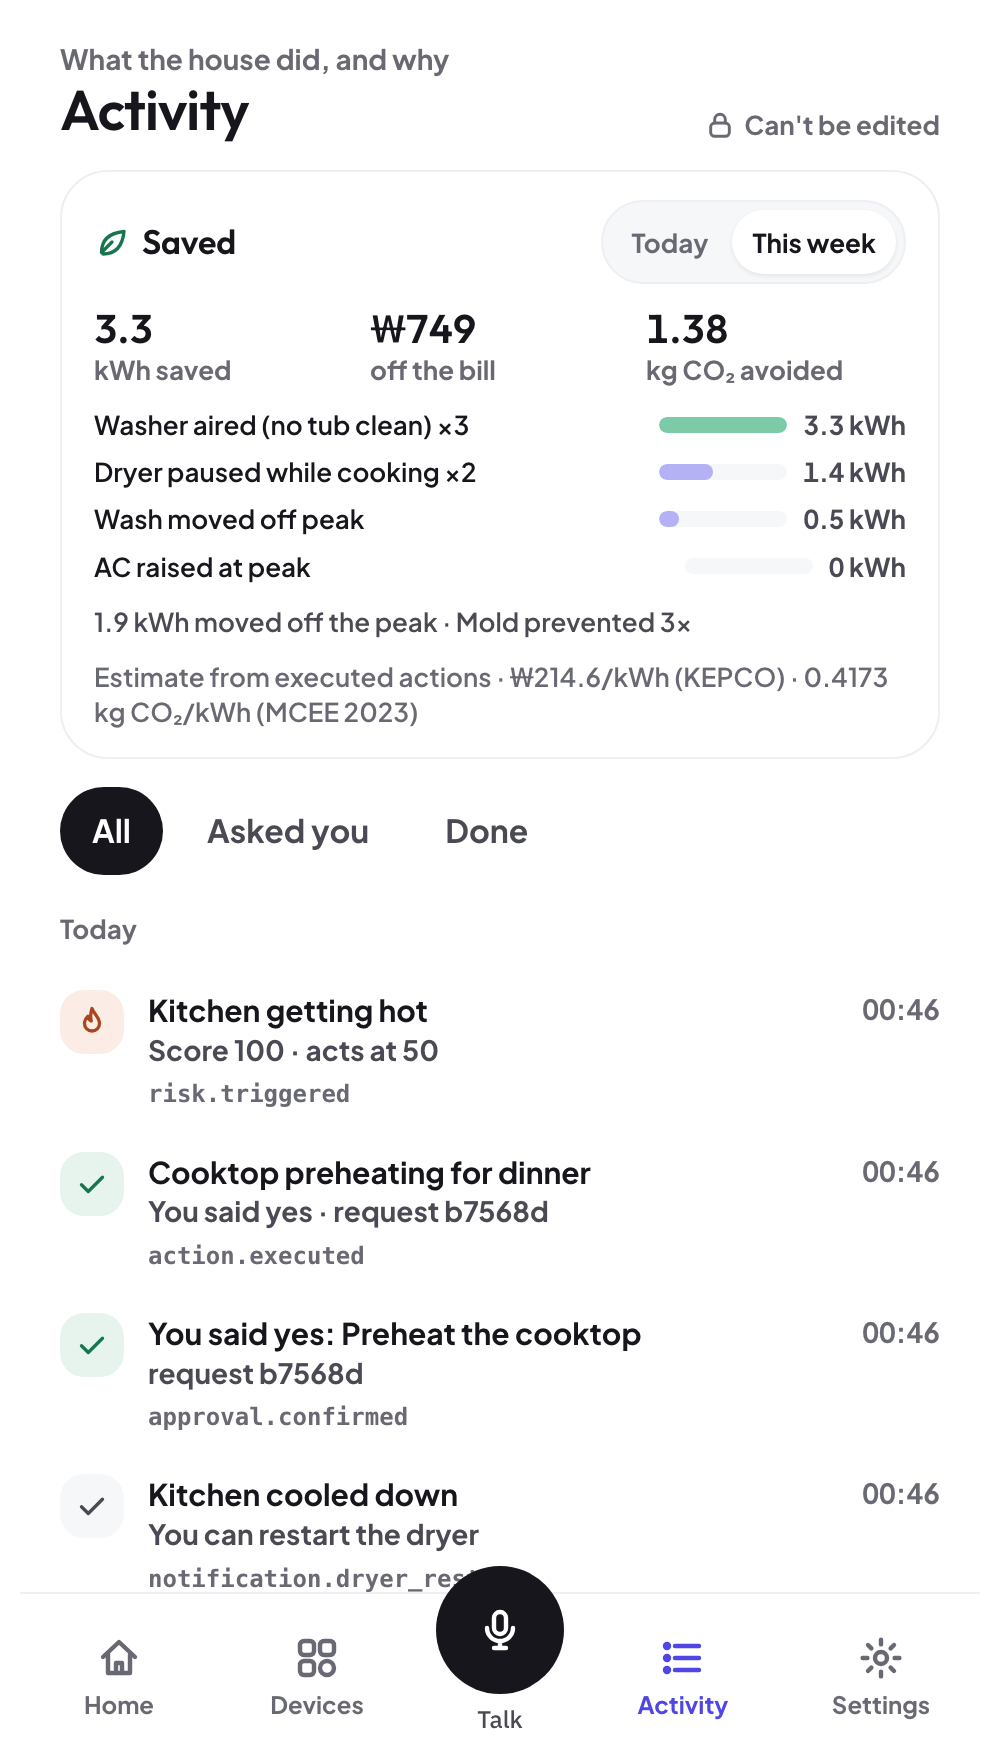 What the house did, and why
Activity
Can't be edited
Saved
Today
This week
3.3
₩749
1.38
kWh saved
off the bill
kg CO₂ avoided
Washer aired (no tub clean) ×3
3.3 kWh
Dryer paused while cooking ×2
1.4 kWh
Wash moved off peak
0.5 kWh
AC raised at peak
0 kWh
1.9 kWh moved off the peak · Mold prevented 3×
Estimate from executed actions · ₩214.6/kWh (KEPCO) · 0.4173
kg CO₂/kWh (MCEE 2023)
All
Asked you
Done
Today
Kitchen getting hot
00:46
Score 100 · acts at 50
risk.triggered
Cooktop preheating for dinner
00:46
You said yes · request b7568d
action.executed
You said yes: Preheat the cooktop
00:46
request b7568d
approval.confirmed
Kitchen cooled down
00:46
You can restart the dryer
notification.dryer_res
Home
Devices
Talk
Activity
Settings